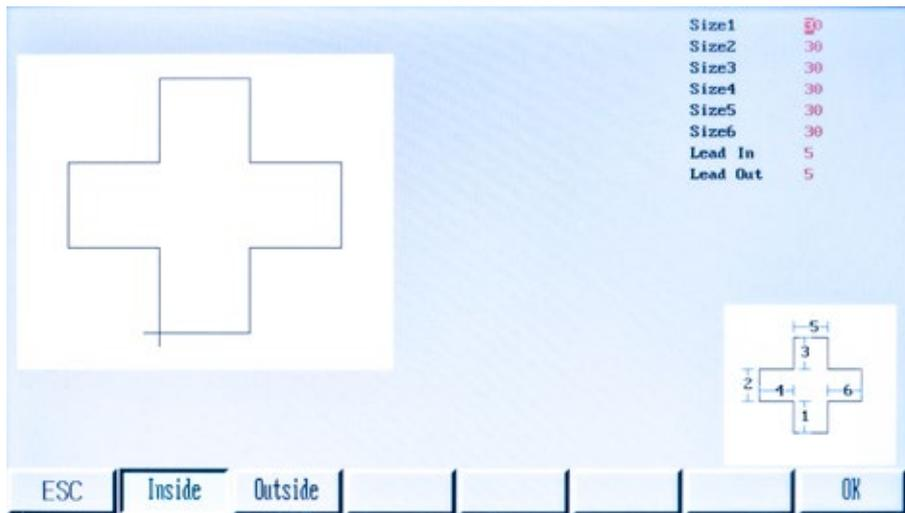 Size1 30
Size2 30
Size3 30
Size4 30
Size5 30
Size6 30
Lead In 5
Lead Out 5
5
3
2
4
6
1
ESC Inside Outside OK